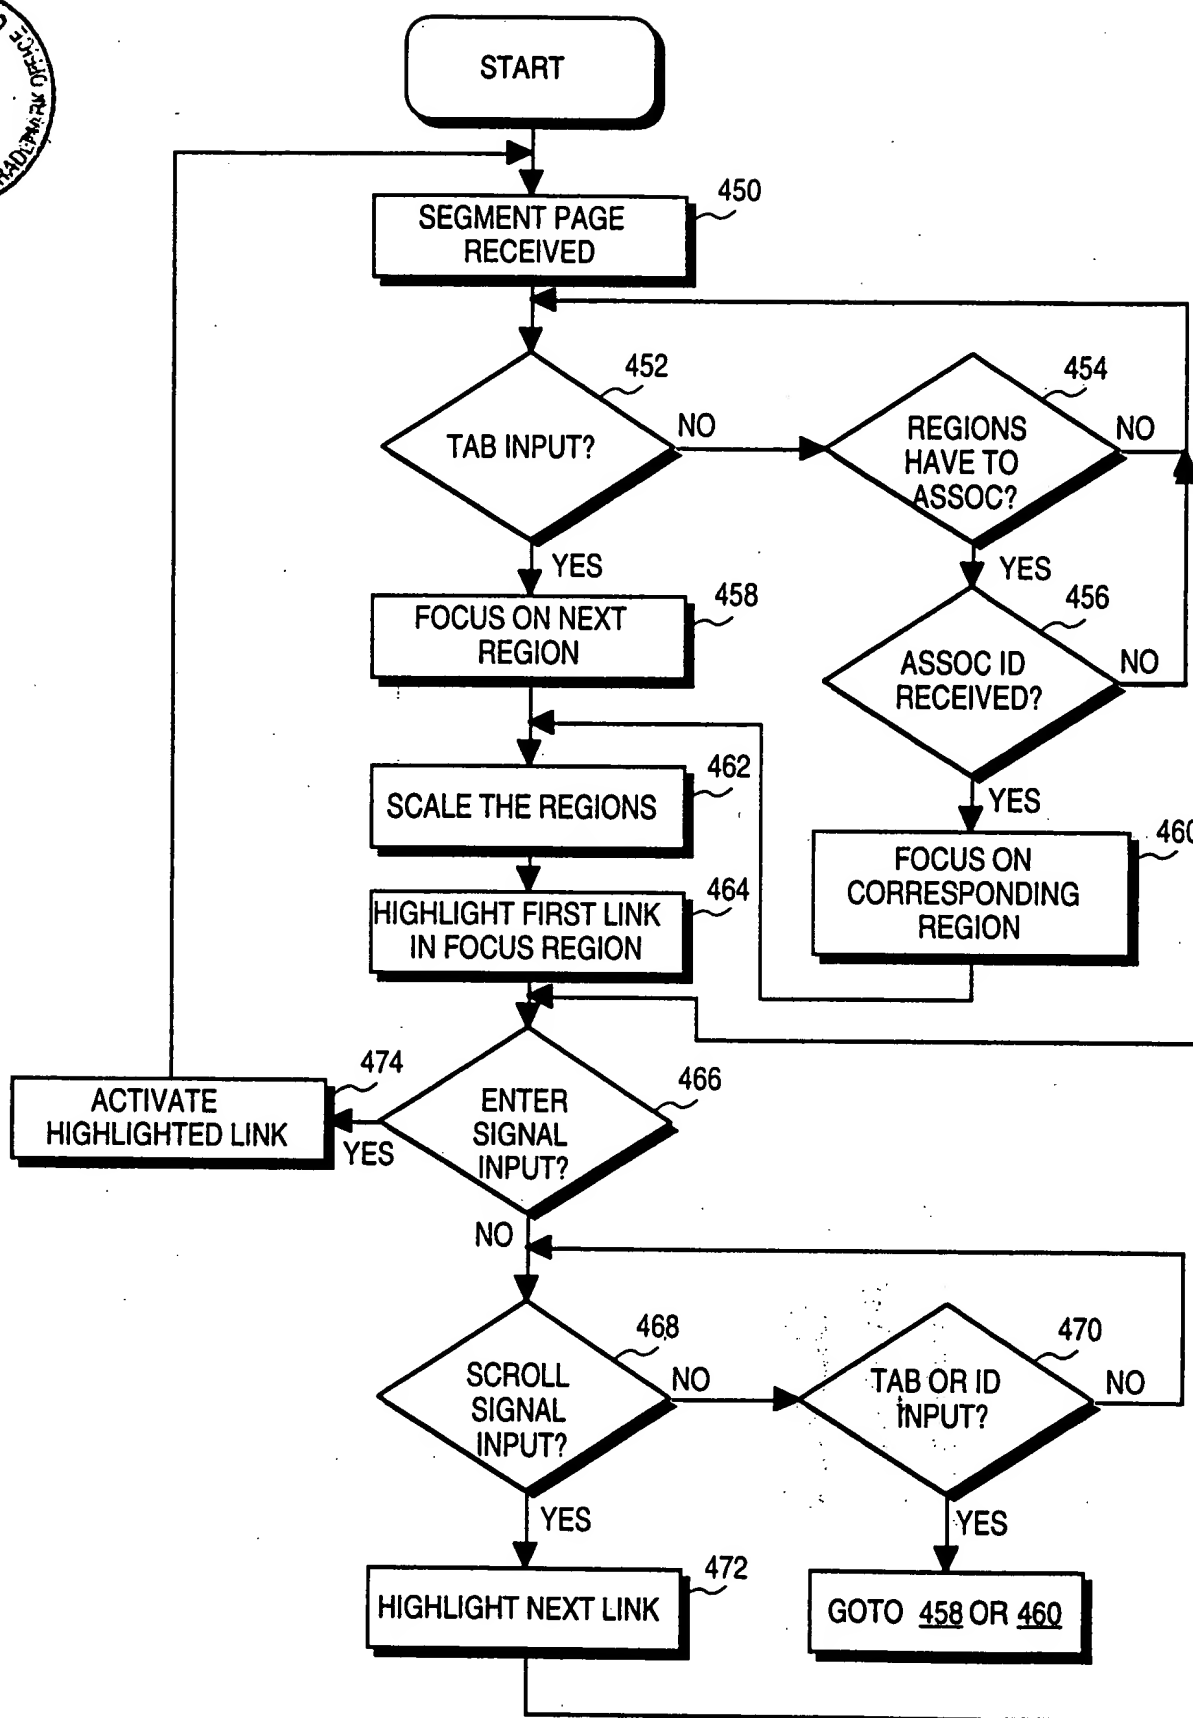 START
450
SEGMENT PAGE
RECEIVED
452
TAB INPUT?
NO
454
REGIONS
HAVE TO
ASSOC?
NO
YES
YES
458
FOCUS ON NEXT
REGION
456
ASSOC ID
RECEIVED?
NO
462
SCALE THE REGIONS
YES
460
FOCUS ON
CORRESPONDING
REGION
464
HIGHLIGHT FIRST LINK
IN FOCUS REGION
474
ACTIVATE
HIGHLIGHTED LINK
YES
466
ENTER
SIGNAL
INPUT?
NO
468
SCROLL
SIGNAL
INPUT?
NO
470
TAB OR ID
INPUT?
NO
YES
YES
472
HIGHLIGHT NEXT LINK
GOTO 458 OR 460